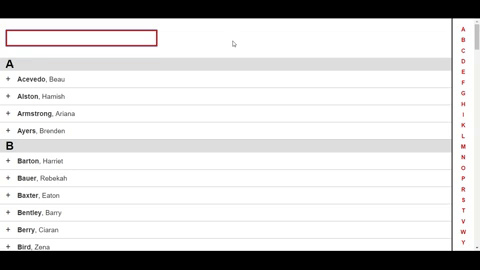 A
+ Acevedo, Beau
+ Alston, Hamish
+ Armstrong, Ariana
+ Ayers, Brenden
B
+ Barton, Harriet
+ Bauer, Rebekah
+ Baxter, Eaton
+ Bentley, Barry
+ Berry, Ciaran
+ Bird, Zena
A
B
C
D
E
F
G
H
I
K
L
M
N
O
P
R
S
T
V
W
Y